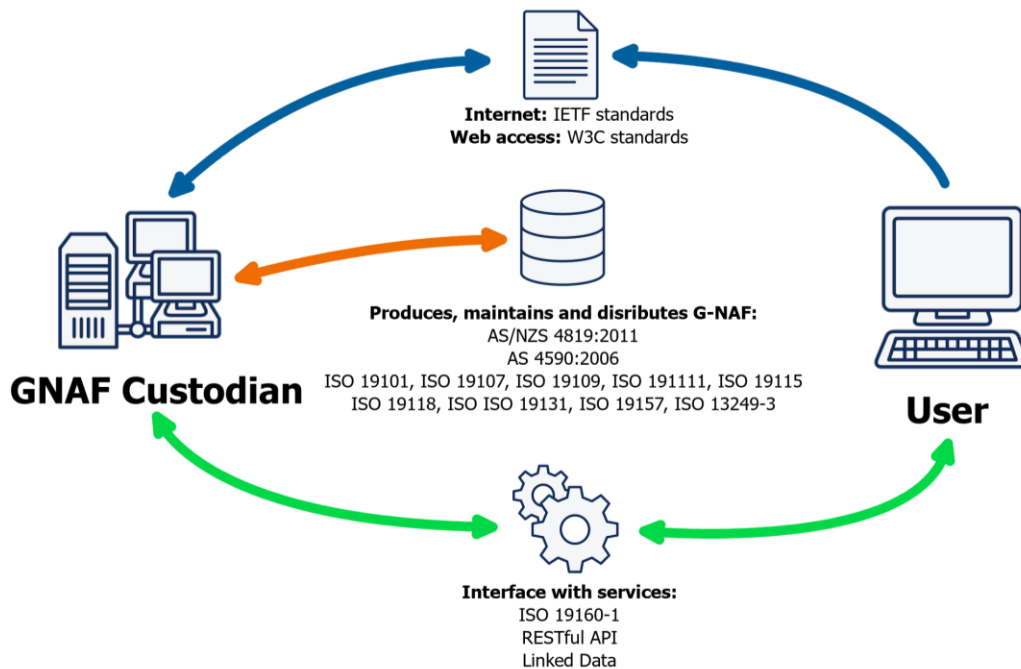 Internet: IETF standards
Web access: W3C standards
Produces, maintains and disributes G-NAF:
AS/NZS 4819:2011
AS 4590:2006
ISO 19101, ISO 19107, ISO 19109, ISO 191111, ISO 19115
ISO 19118, ISO ISO 19131, ISO 19157, ISO 13249-3
GNAF Custodian
User
Interface with services:
ISO 19160-1
RESTful API
Linked Data